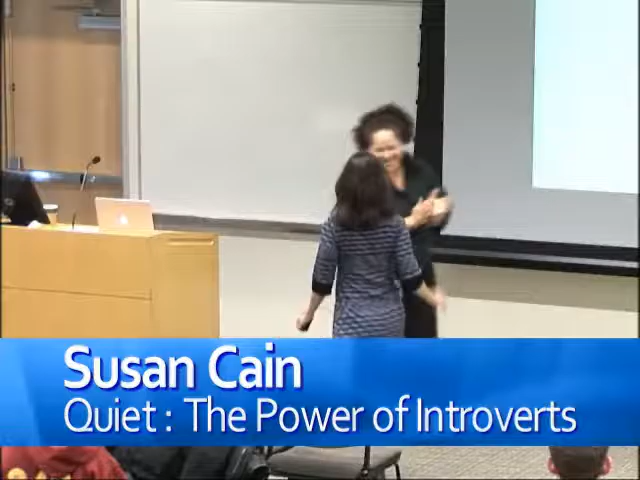 Susan Cain
Quiet : The Power of Introverts